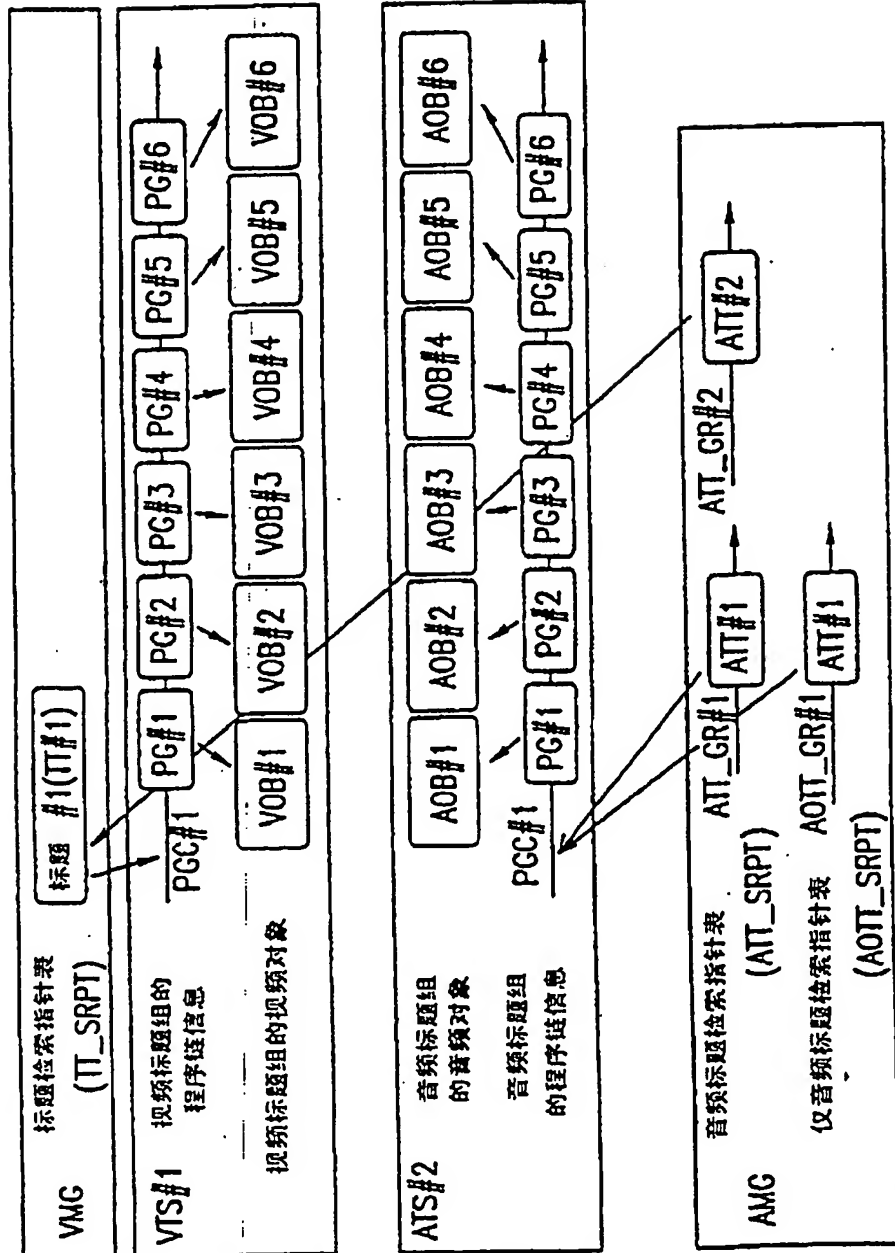 VMG
标题检索指针表
(TT_SRPT)
标题 #1(TT#1)
VTS#1
视频标题组的
程序链信息
PGC#1
PG#1
PG#2
PG#3
PG#4
PG#5
PG#6
视频标题组的视频对象
VOB#1
VOB#2
VOB#3
VOB#4
VOB#5
VOB#6
ATS#2
音频标题组
的音频对象
AOB#1
AOB#2
AOB#3
AOB#4
AOB#5
AOB#6
音频标题组
的程序链信息
PGC#1
PG#1
PG#2
PG#3
PG#4
PG#5
PG#6
AMG
音频标题检索指针表
(ATT_SRPT)
ATT_GR#1
ATT#1
ATT_GR#2
ATT#2
仅音频标题检索指针表
(AOTT_SRPT)
AOTT_GR#1
ATT#1